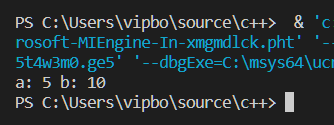 PS C:\Users\vipbo\source\c++>  & 'c
rosoft-MIEngine-In-xmgmdlck.pht' '--
5t4w3m0.ge5' '--dbgExe=C:\msys64\ucr
a: 5 b: 10
PS C:\Users\vipbo\source\c++>